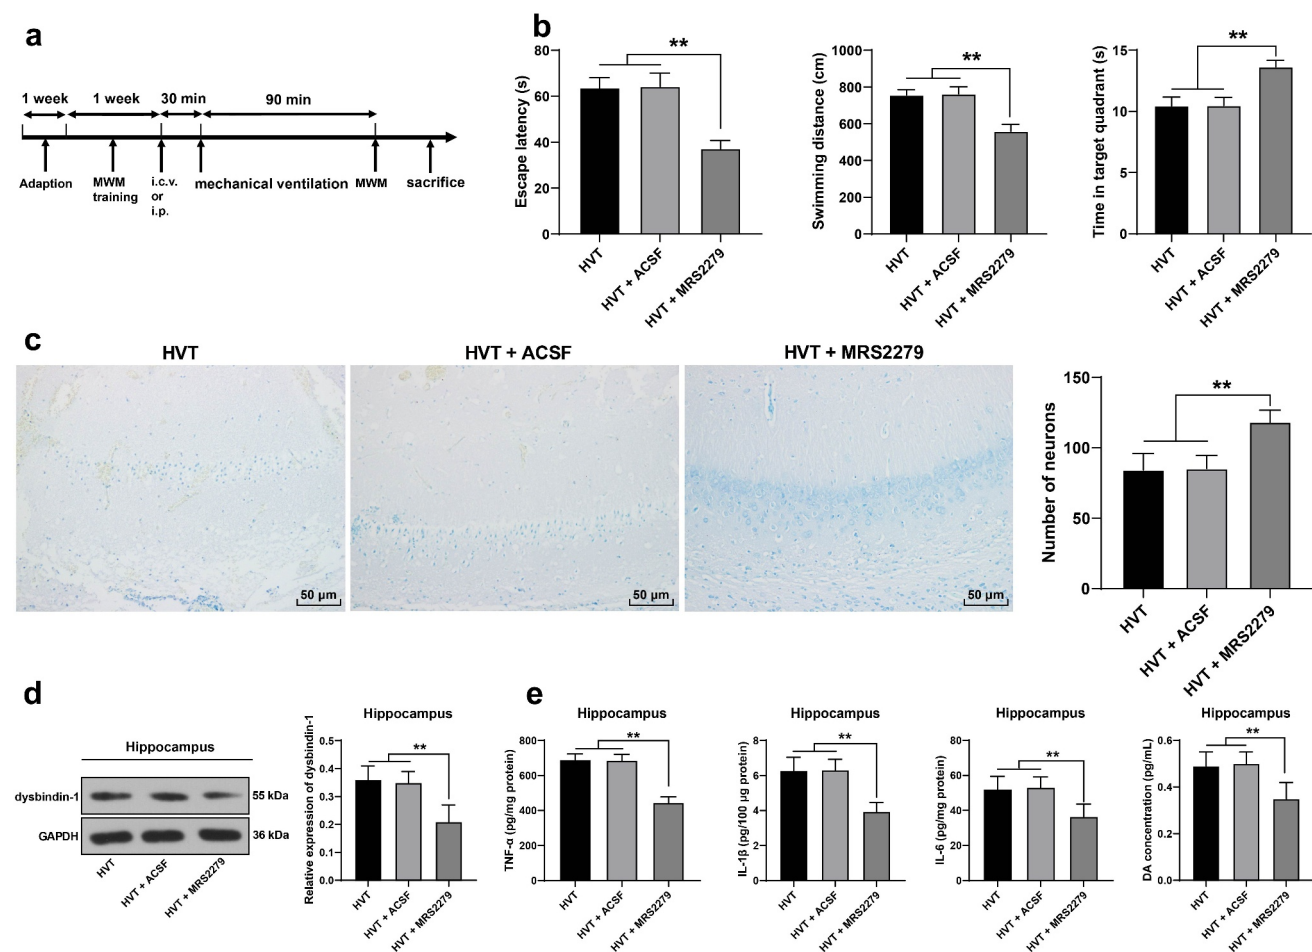 a
1 week
1 week
30 min
90 min
Adaption
MWM
training
i.c.v.
or
i.p.
mechanical ventilation
MWM
sacrifice
b
Escape latency (s)
80
60
40
20
0
**
HVT
HVT + ACSF
HVT + MRS2279
Swimming distance (cm)
1000
800
600
400
200
0
**
HVT
HVT + ACSF
HVT + MRS2279
Time in target quadrant (s)
15
10
5
0
**
HVT
HVT + ACSF
HVT + MRS2279
c
HVT
HVT + ACSF
HVT + MRS2279
50 μm
50 μm
50 μm
Number of neurons
150
100
50
0
**
HVT
HVT + ACSF
HVT + MRS2279
d
Hippocampus
dysbindin-1
55 kDa
GAPDH
36 kDa
HVT
HVT + ACSF
HVT + MRS2279
Hippocampus
Relative expression of dysbindin-1
0.5
0.4
0.3
0.2
0.1
0.0
**
HVT
HVT + ACSF
HVT + MRS2279
e
Hippocampus
TNF-α (pg/mg protein)
800
600
400
200
0
**
HVT
HVT + ACSF
HVT + MRS2279
Hippocampus
IL-1β (pg/100 μg protein)
8
6
4
2
0
**
HVT
HVT + ACSF
HVT + MRS2279
Hippocampus
IL-6 (pg/mg protein)
80
60
40
20
0
**
HVT
HVT + ACSF
HVT + MRS2279
Hippocampus
DA concentration (pg/mL)
0.6
0.4
0.2
0.0
**
HVT
HVT + ACSF
HVT + MRS2279